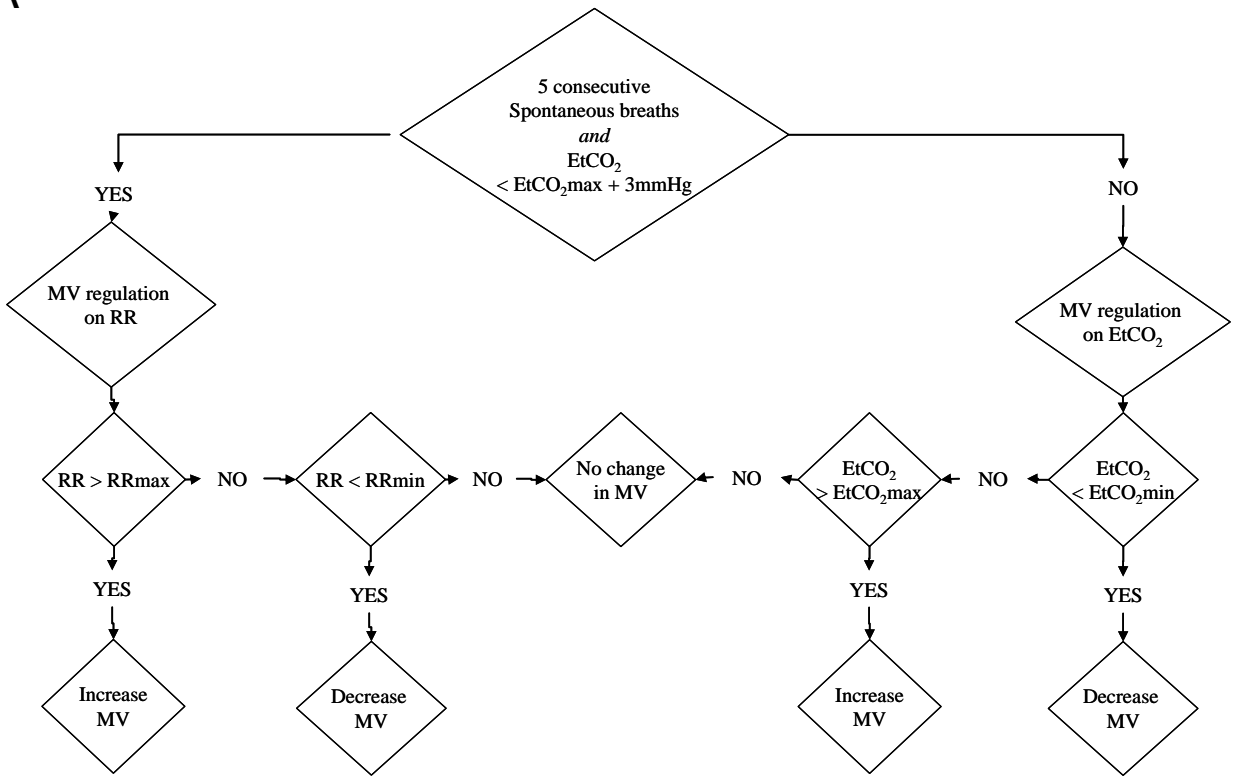 5 consecutive
Spontaneous breaths
and
EtCO₂
< EtCO₂max + 3mmHg
YES
NO
MV regulation
on RR
MV regulation
on EtCO₂
RR > RRmax
NO
RR < RRmin
NO
No change
in MV
NO
EtCO₂
> EtCO₂max
NO
EtCO₂
< EtCO₂min
YES
YES
YES
YES
Increase
MV
Decrease
MV
Increase
MV
Decrease
MV